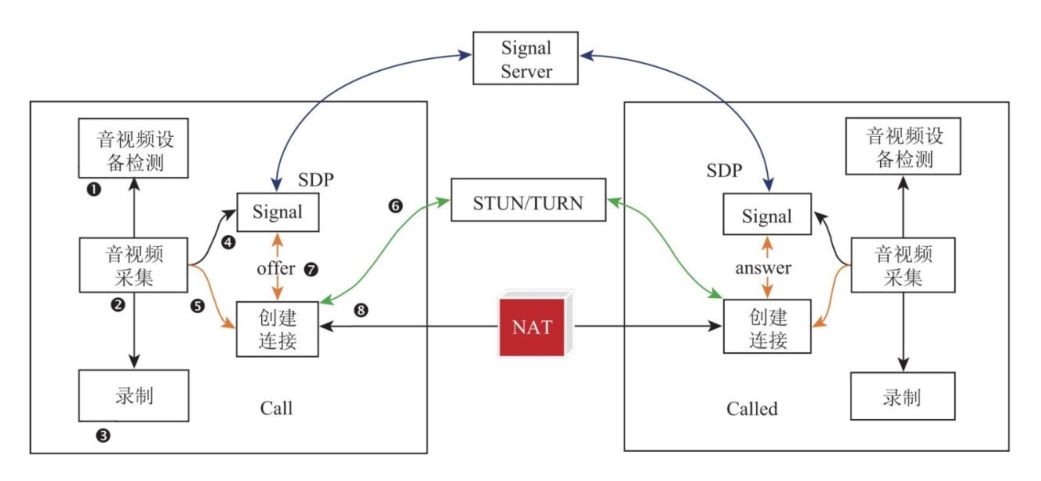 Signal
Server
音视频设
备检测
❶
SDP
Signal
❹
音视频
采集
❷
❺
offer ❼
创建
连接
录制
❸
Call
❻
STUN/TURN
❽
NAT
SDP
Signal
answer
创建
连接
音视频设
备检测
音视频
采集
录制
Called